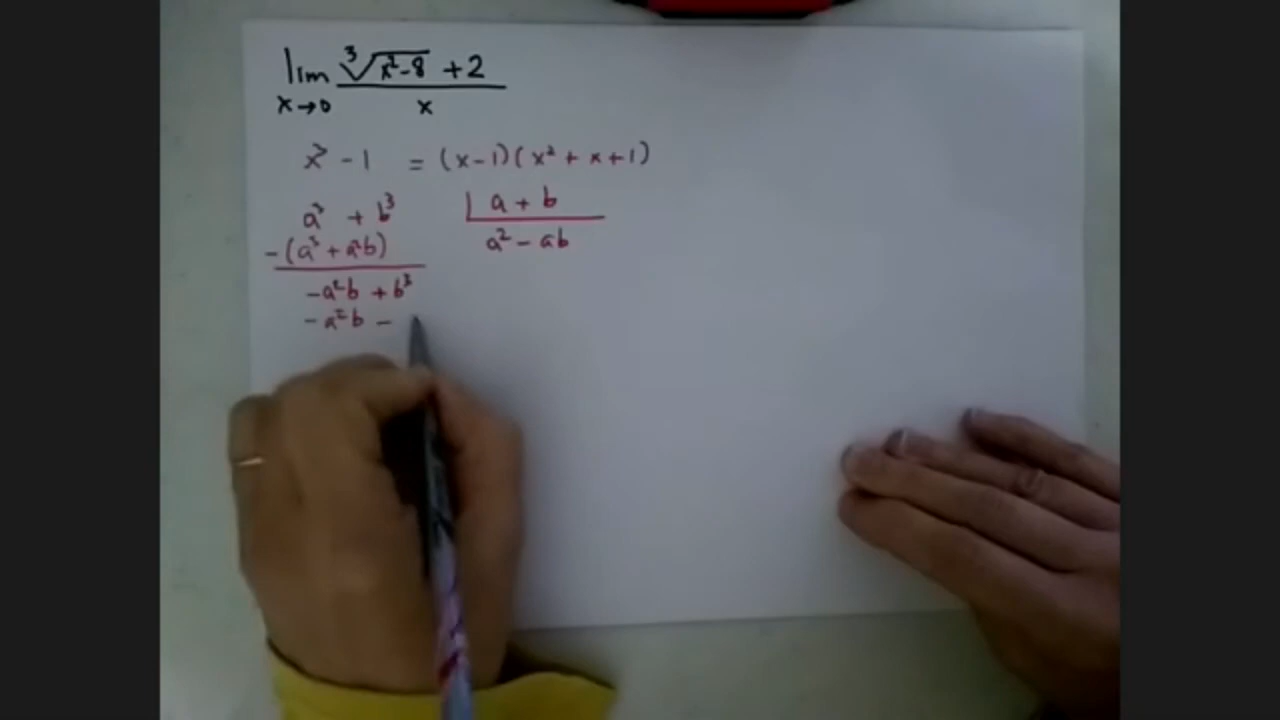 lim ∛(x²-8) + 2
x→0 x
x³ - 1 = (x-1)(x² + x + 1)
a³ + b³ | a + b
-(a³ + a²b) a² - ab
-a²b + b³
-a²b -